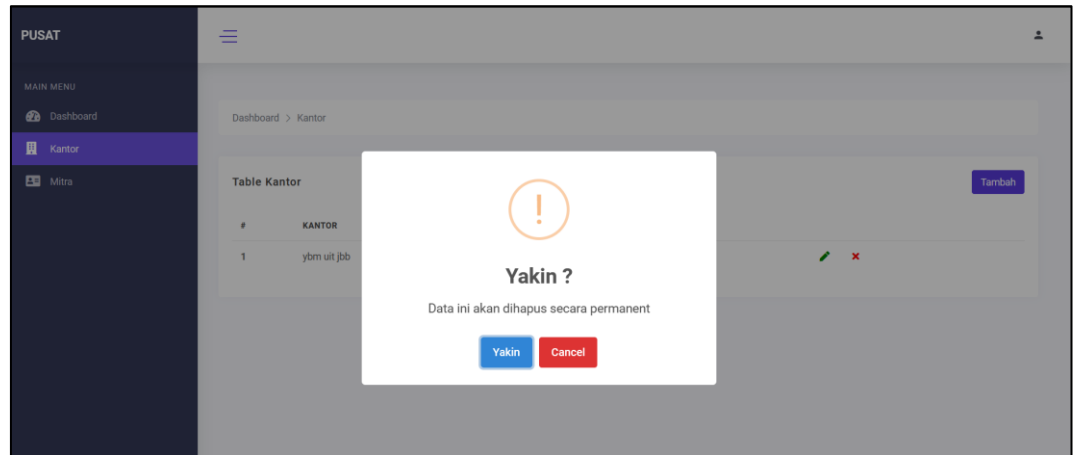 PUSAT
MAIN MENU
Dashboard
Kantor
Mitra
Dashboard > Kantor
Table Kantor
Tambah
# KANTOR
1 ybm uit jbb
!
Yakin ?
Data ini akan dihapus secara permanent
Yakin Cancel